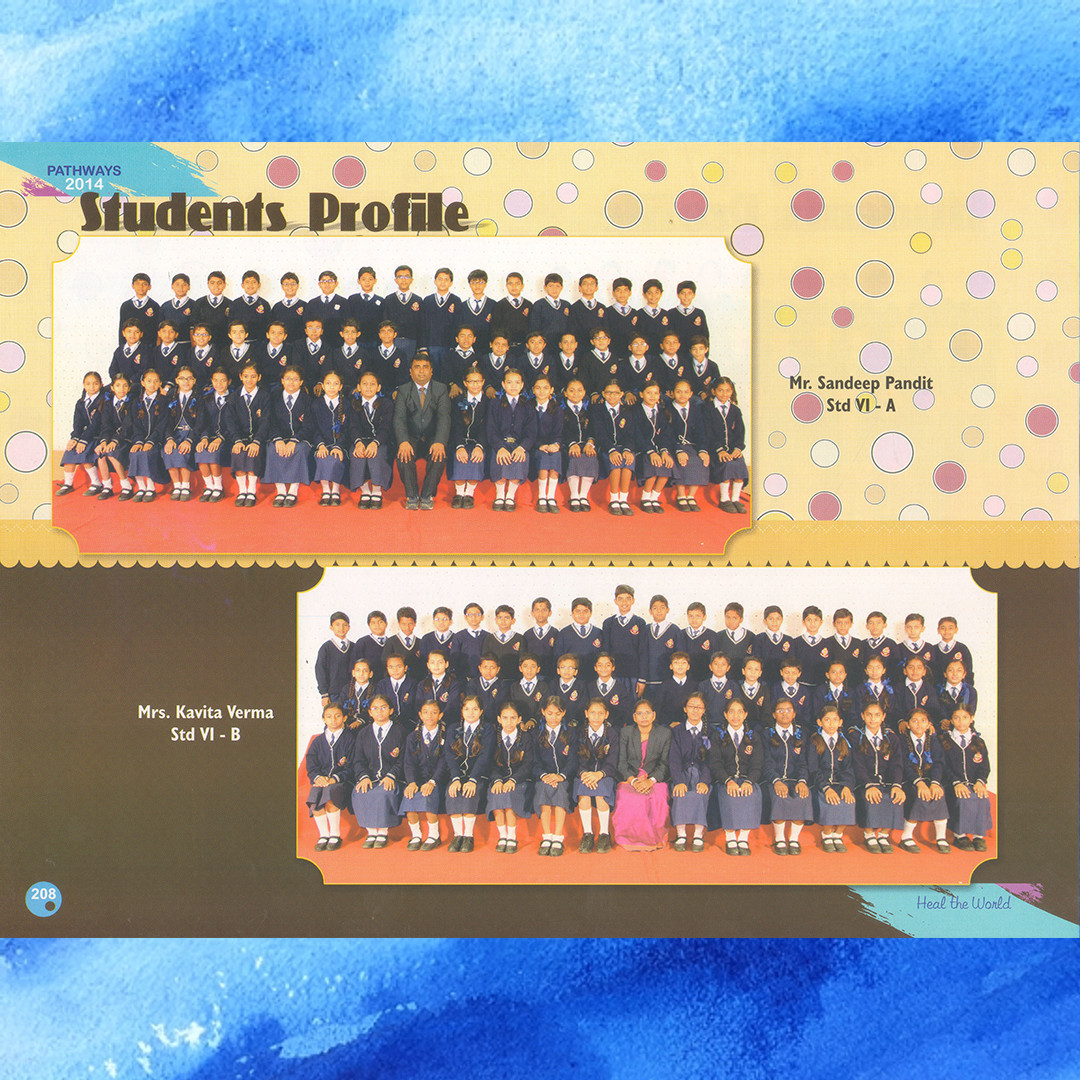 PATHWAYS
2014
Students Profile
Mr. Sandeep Pandit
Std VI - A
Mrs. Kavita Verma
Std VI - B
208
Heal the World